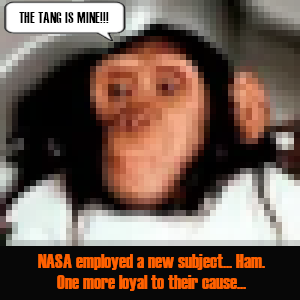 THE TANG IS MINE!!!
NASA employed a new subject... Ham.
One more loyal to their cause...